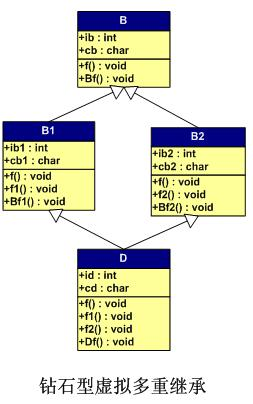 B
+ib : int
+cb : char
+f() : void
+Bf() : void
B1
+ib1 : int
+cb1 : char
+f() : void
+f1() : void
+Bf1() : void
B2
+ib2 : int
+cb2 : char
+f() : void
+f2() : void
+Bf2() : void
D
+id : int
+cd : char
+f() : void
+f1() : void
+f2() : void
+Df() : void
钻石型虚拟多重继承